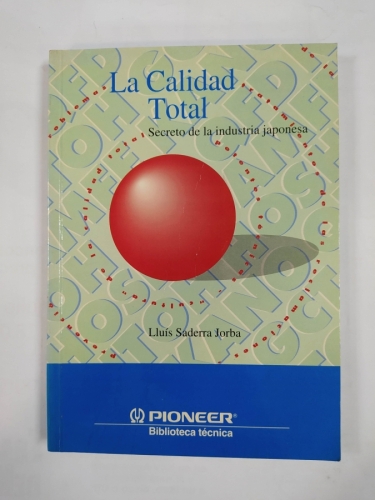 La Calidad
Total
Secreto de la industria japonesa
Lluís Saderra Jorba
PIONEER®
Biblioteca técnica